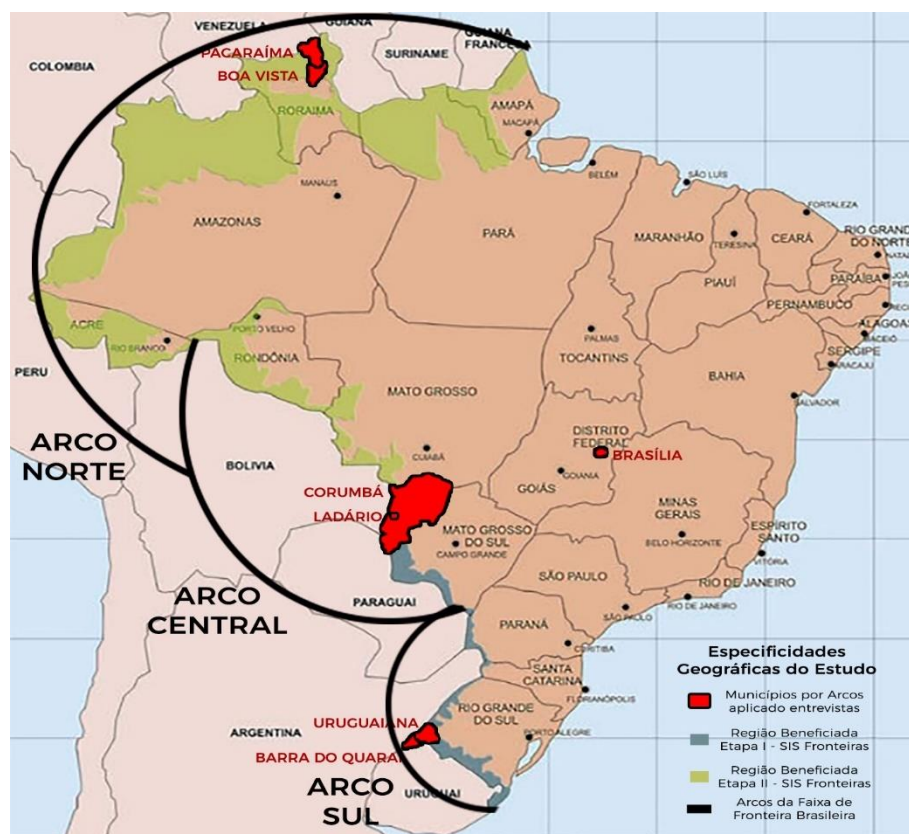 VENEZUELA
GUIANA
GUIANA
FRANCESA
SURINAME
PACARAÍMA
BOA VISTA
COLOMBIA
RORAIMA
AMAPÁ
MACAPÁ
MANAUS
AMAZONAS
BELÉM
PARÁ
SÃO LUÍS
MARANHÃO
TERESINA
FORTALEZA
CEARÁ
RIO GRANDE
DO NORTE
NATAL
PIAUÍ
PARAÍBA
JOÃO
PES
PERNAMBUCO
REC
ALAGOAS
MACEIÓ
SERGIPE
ARACAJU
ACRE
RIO BRANCO
PORTO VELHO
RONDÔNIA
PALMAS
TOCANTINS
BAHIA
SALVADOR
PERU
MATO GROSSO
CUIABÁ
ARCO
NORTE
BOLIVIA
DISTRITO
FEDERAL
BRASÍLIA
GOIANIA
GOIÁS
CORUMBÁ
LADÁRIO
MATO GROSSO
DO SUL
CAMPO GRANDE
MINAS
GERAIS
BELO HORIZONTE
ESPÍRITO
SANTO
VITÓRIA
ARCO
CENTRAL
PARAGUAI
SÃO PAULO
SÃO PAULO
RIO DE JANEIRO
RIO DE JANEIRO
PARANÁ
CURITIBA
SANTA
CATARINA
FLORIANÓPOLIS
ARGENTINA
URUGUAIANA
RIO GRANDE
DO SUL
PORTO ALEGRE
BARRA DO QUARAÍ
ARCO
SUL
URUGUAI
Especificidades
Geográficas do Estudo
Municípios por Arcos
aplicado entrevistas
Região Beneficiada
Etapa I - SIS Fronteiras
Região Beneficiada
Etapa II - SIS Fronteiras
Arcos da Faixa de
Fronteira Brasileira